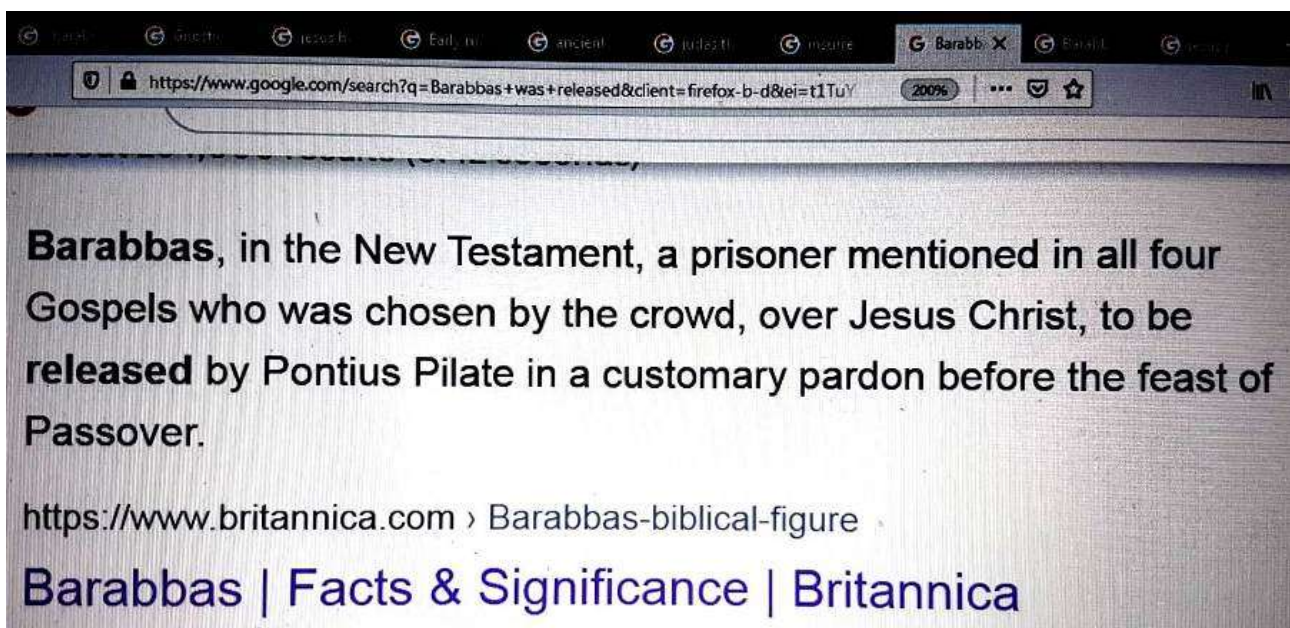 ancient
Barabb
https://www.google.com/search?q=Barabbas+was+released&client=firefox-b-d&ei=t1TuY
200%
Barabbas, in the New Testament, a prisoner mentioned in all four
Gospels who was chosen by the crowd, over Jesus Christ, to be
released by Pontius Pilate in a customary pardon before the feast of
Passover.
https://www.britannica.com › Barabbas-biblical-figure
Barabbas | Facts & Significance | Britannica